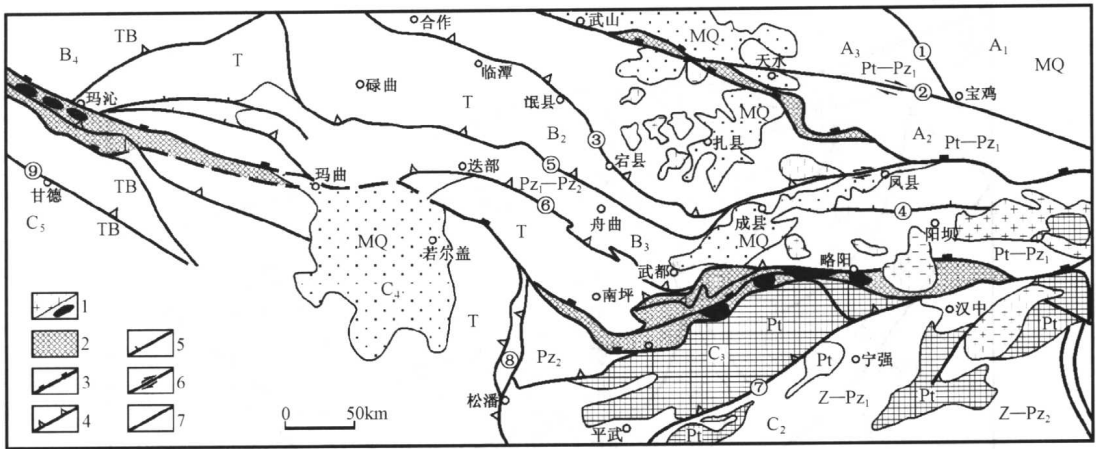 合作
武山
TB
MQ
A₃
①
A₁
B₄
T
临潭
天水
Pt—Pz₁
MQ
碌曲
②
宝鸡
玛沁
岷县
MQ
T
B₂
③
扎县
A₂
Pt—Pz₁
⑤
宕县
⑨
迭部
凤县
玛曲
Pz₁—Pz₂
甘德
TB
⑥
成县
④
TB
舟曲
阳坝
C₅
T
B₃
MQ
MQ
若尔盖
Pt—Pz₁
武都
略阳
C₄
南坪
汉中
1
T
Pt
Pt
2
5
Pz₂
C₃
Pt
宁强
3
6
⑧
⑦
Pt
Z—Pz₁
Z—Pz₂
4
7
0
50km
松潘
C₂
平武
Pt